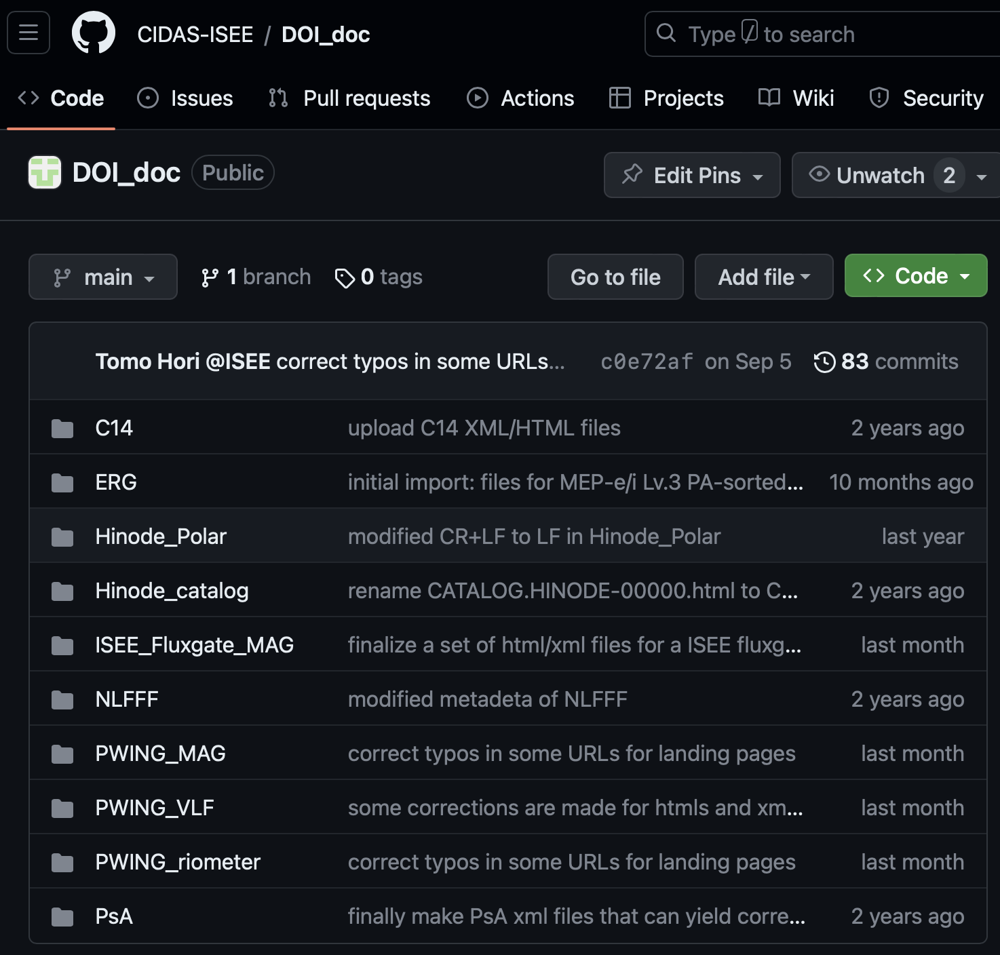 CIDAS-ISEE / DOI_doc
Type / to search
Code Issues Pull requests Actions Projects Wiki Security
DOI_doc Public
Edit Pins Unwatch 2
main 1 branch 0 tags Go to file Add file Code
Tomo Hori @ISEE correct typos in some URLs... c0e72af on Sep 5 83 commits
C14 upload C14 XML/HTML files 2 years ago
ERG initial import: files for MEP-e/i Lv.3 PA-sorted... 10 months ago
Hinode_Polar modified CR+LF to LF in Hinode_Polar last year
Hinode_catalog rename CATALOG.HINODE-00000.html to C... 2 years ago
ISEE_Fluxgate_MAG finalize a set of html/xml files for a ISEE fluxg... last month
NLFFF modified metadeta of NLFFF 2 years ago
PWING_MAG correct typos in some URLs for landing pages last month
PWING_VLF some corrections are made for htmls and xm... last month
PWING_riometer correct typos in some URLs for landing pages last month
PsA finally make PsA xml files that can yield corre... 2 years ago